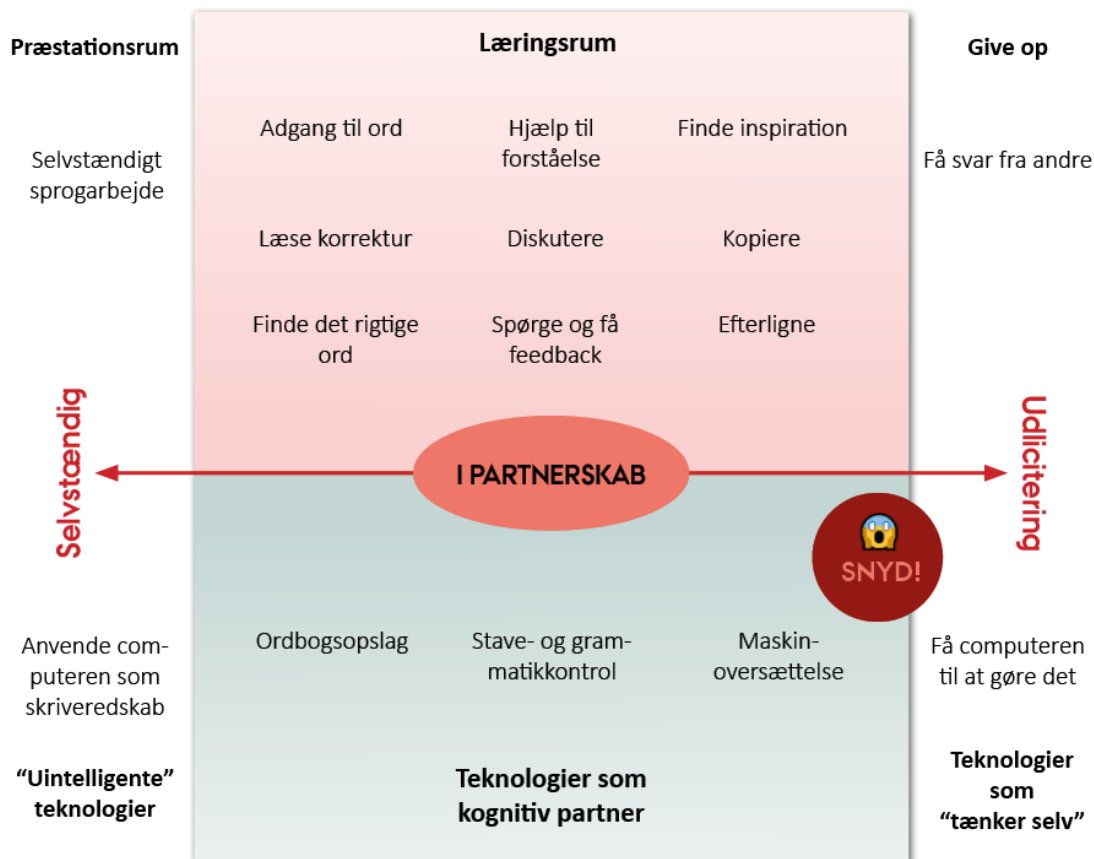 Præstationsrum
Læringsrum
Give op
Adgang til ord
Hjælp til
forståelse
Finde inspiration
Selvstændigt
sprogarbejde
Få svar fra andre
Læse korrektur
Diskutere
Kopiere
Finde det rigtige
ord
Spørge og få
feedback
Efterligne
Selvstændig
I PARTNERSKAB
Udlicitering
SNYD!
Anvende com-
puteren som
skriveredskab
Ordbogsopslag
Stave- og gram-
matikkontrol
Maskin-
oversættelse
Få computeren
til at gøre det
“Uintelligente”
teknologier
Teknologier som
kognitiv partner
Teknologier
som
“tænker selv”